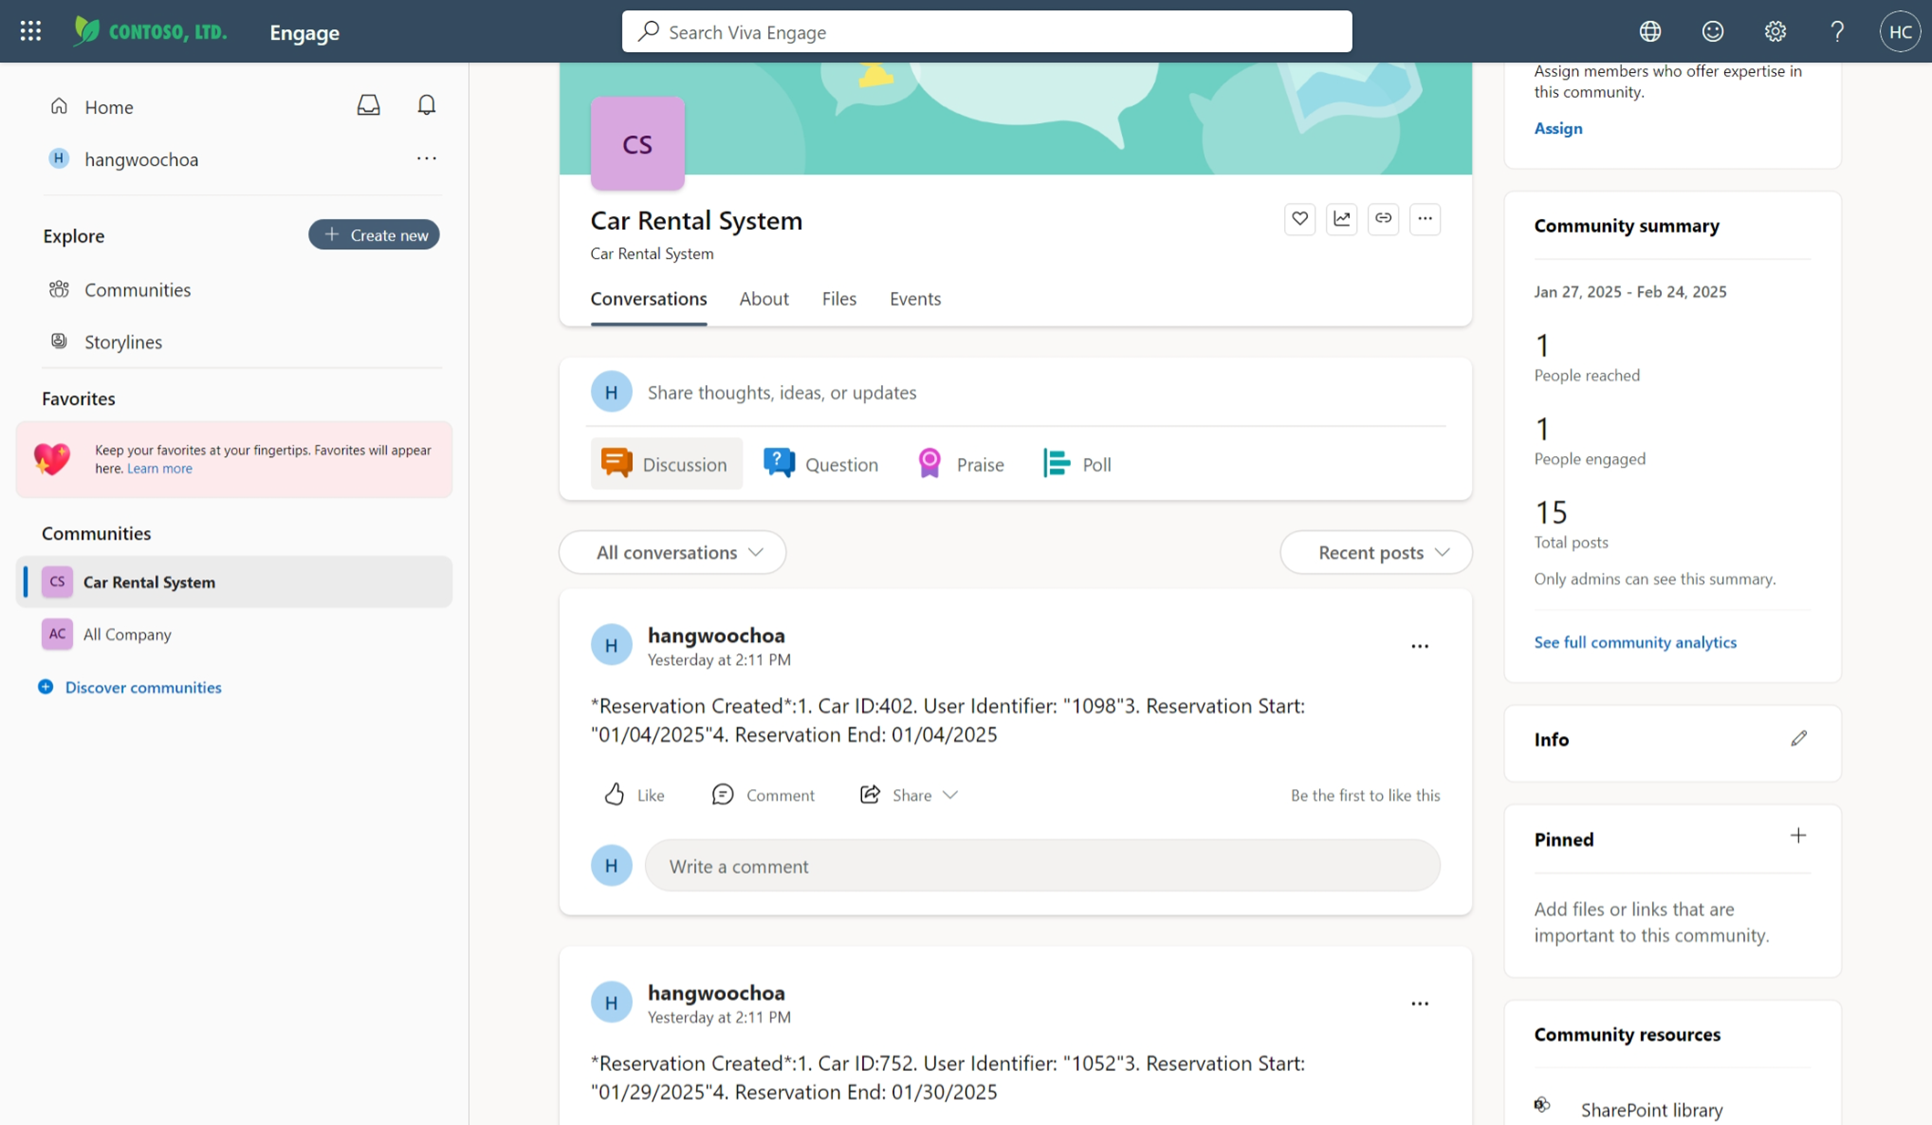 CONTOSO, LTD.
Engage
Search Viva Engage
HC
Home
H hangwoochoa
Explore
Create new
Communities
Storylines
Favorites
Keep your favorites at your fingertips. Favorites will appear
here. Learn more
Communities
CS Car Rental System
AC All Company
Discover communities
CS
Car Rental System
Car Rental System
Conversations About Files Events
H Share thoughts, ideas, or updates
Discussion Question Praise Poll
All conversations
Recent posts
H hangwoochoa
Yesterday at 2:11 PM
*Reservation Created*:1. Car ID:402. User Identifier: "1098"3. Reservation Start:
"01/04/2025"4. Reservation End: 01/04/2025
Like Comment Share
Be the first to like this
H Write a comment
H hangwoochoa
Yesterday at 2:11 PM
*Reservation Created*:1. Car ID:752. User Identifier: "1052"3. Reservation Start:
"01/29/2025"4. Reservation End: 01/30/2025
Assign members who offer expertise in
this community.
Assign
Community summary
Jan 27, 2025 - Feb 24, 2025
1
People reached
1
People engaged
15
Total posts
Only admins can see this summary.
See full community analytics
Info
Pinned
Add files or links that are
important to this community.
Community resources
SharePoint library